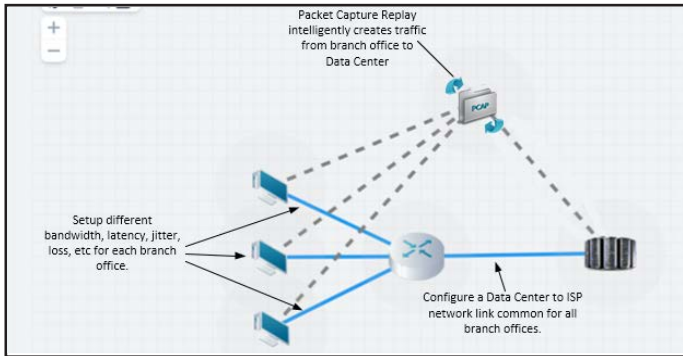 Packet Capture Replay
intelligently creates traffic
from branch office to
Data Center
PCAP
Setup different
bandwidth, latency, jitter,
loss, etc for each branch
office.
Configure a Data Center to ISP
network link common for all
branch offices.